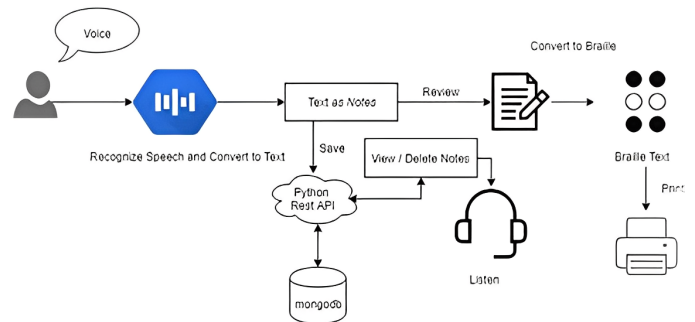 Voice
Convert to Braille
Text as Notes
Review
Recognize Speech and Convert to Text
Save
View / Delete Notes
Braille Text
Python
Rest API
Print
Listen
mongodb